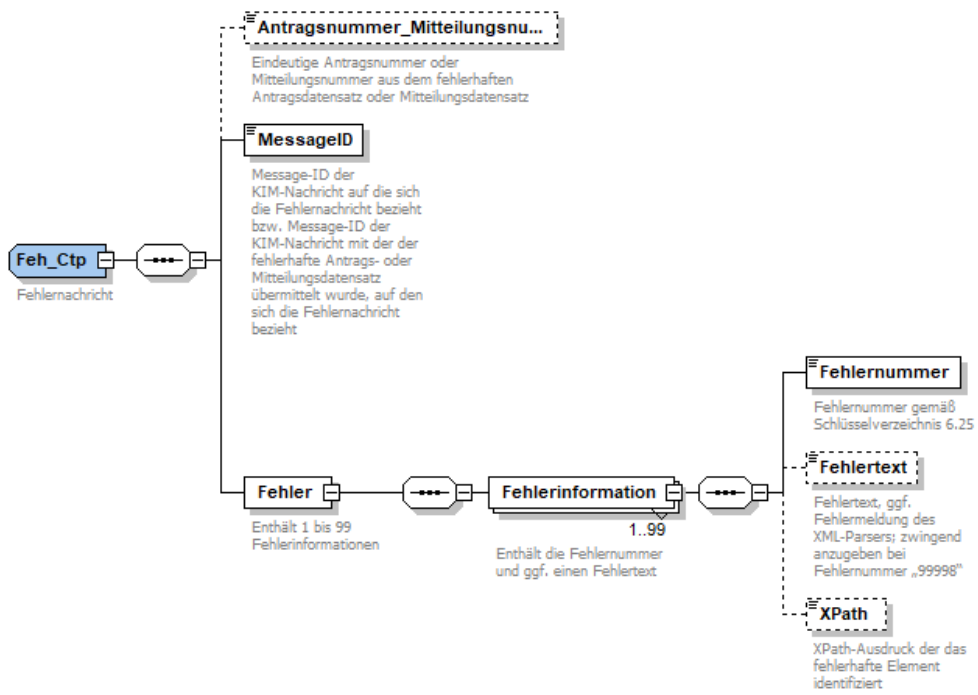 Antragsnummer_Mitteilungsnu...
Eindeutige Antragsnummer oder
Mitteilungsnummer aus dem fehlerhaften
Antragsdatensatz oder Mitteilungsdatensatz
MessageID
Message-ID der
KIM-Nachricht auf die sich
die Fehlernachricht bezieht
bzw. Message-ID der
KIM-Nachricht mit der der
fehlerhafte Antrags- oder
Mitteilungsdatensatz
übermittelt wurde, auf den
sich die Fehlernachricht
bezieht
Feh_Ctp
Fehlernachricht
Fehler
Enthält 1 bis 99
Fehlerinformationen
Fehlerinformation
1..99
Enthält die Fehlernummer
und ggf. einen Fehlertext
Fehlernummer
Fehlernummer gemäß
Schlüsselverzeichnis 6.25
Fehlertext
Fehlertext, ggf.
Fehlermeldung des
XML-Parsers; zwingend
anzugeben bei
Fehlernummer „99998“
XPath
XPath-Ausdruck der das
fehlerhafte Element
identifiziert